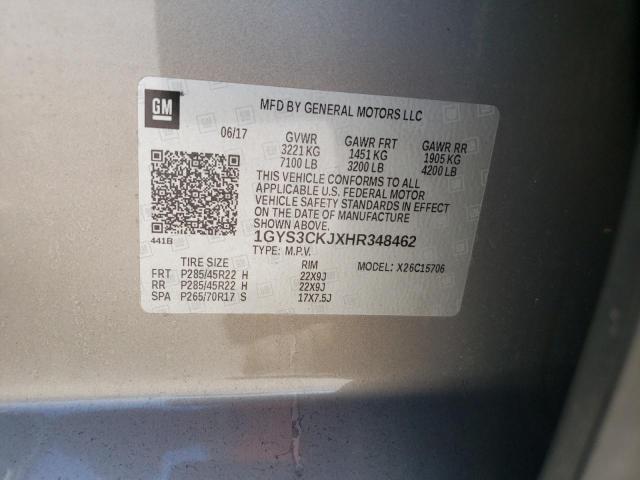 GM
MFD BY GENERAL MOTORS LLC
06/17 GVWR GAWR FRT GAWR RR
3221 KG 1451 KG 1905 KG
7100 LB 3200 LB 4200 LB
THIS VEHICLE CONFORMS TO ALL
APPLICABLE U.S. FEDERAL MOTOR
VEHICLE SAFETY STANDARDS IN EFFECT
ON THE DATE OF MANUFACTURE
SHOWN ABOVE.
1GYS3CKJXHR348462
441B
TYPE: M.P.V.
TIRE SIZE RIM MODEL: X26C15706
FRT P285/45R22 H 22X9J
RR P285/45R22 H 22X9J
SPA P265/70R17 S 17X7.5J